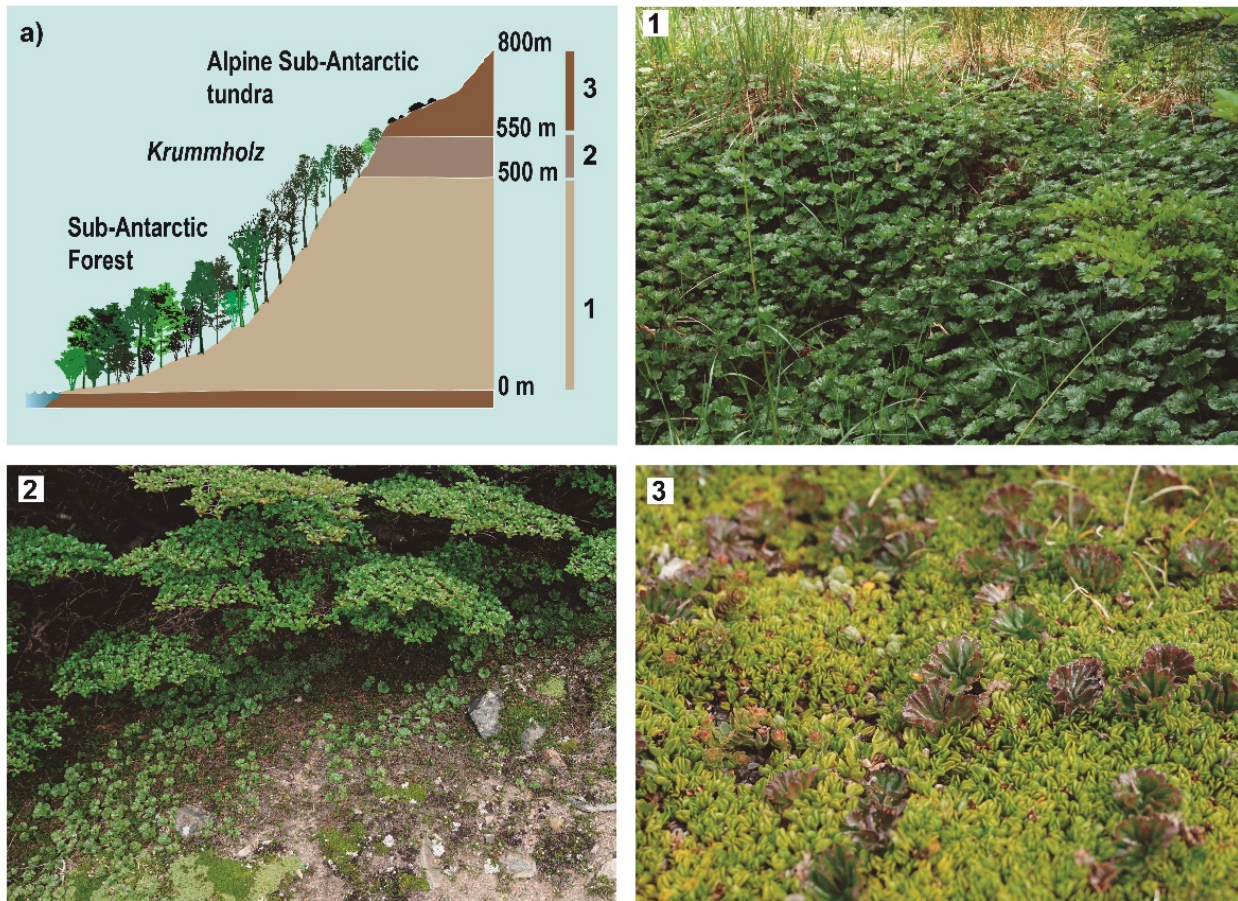 a)
Alpine Sub-Antarctic
tundra
Krummholz
Sub-Antarctic
Forest
800m
550 m
500 m
0 m
3
2
1
1
2
3